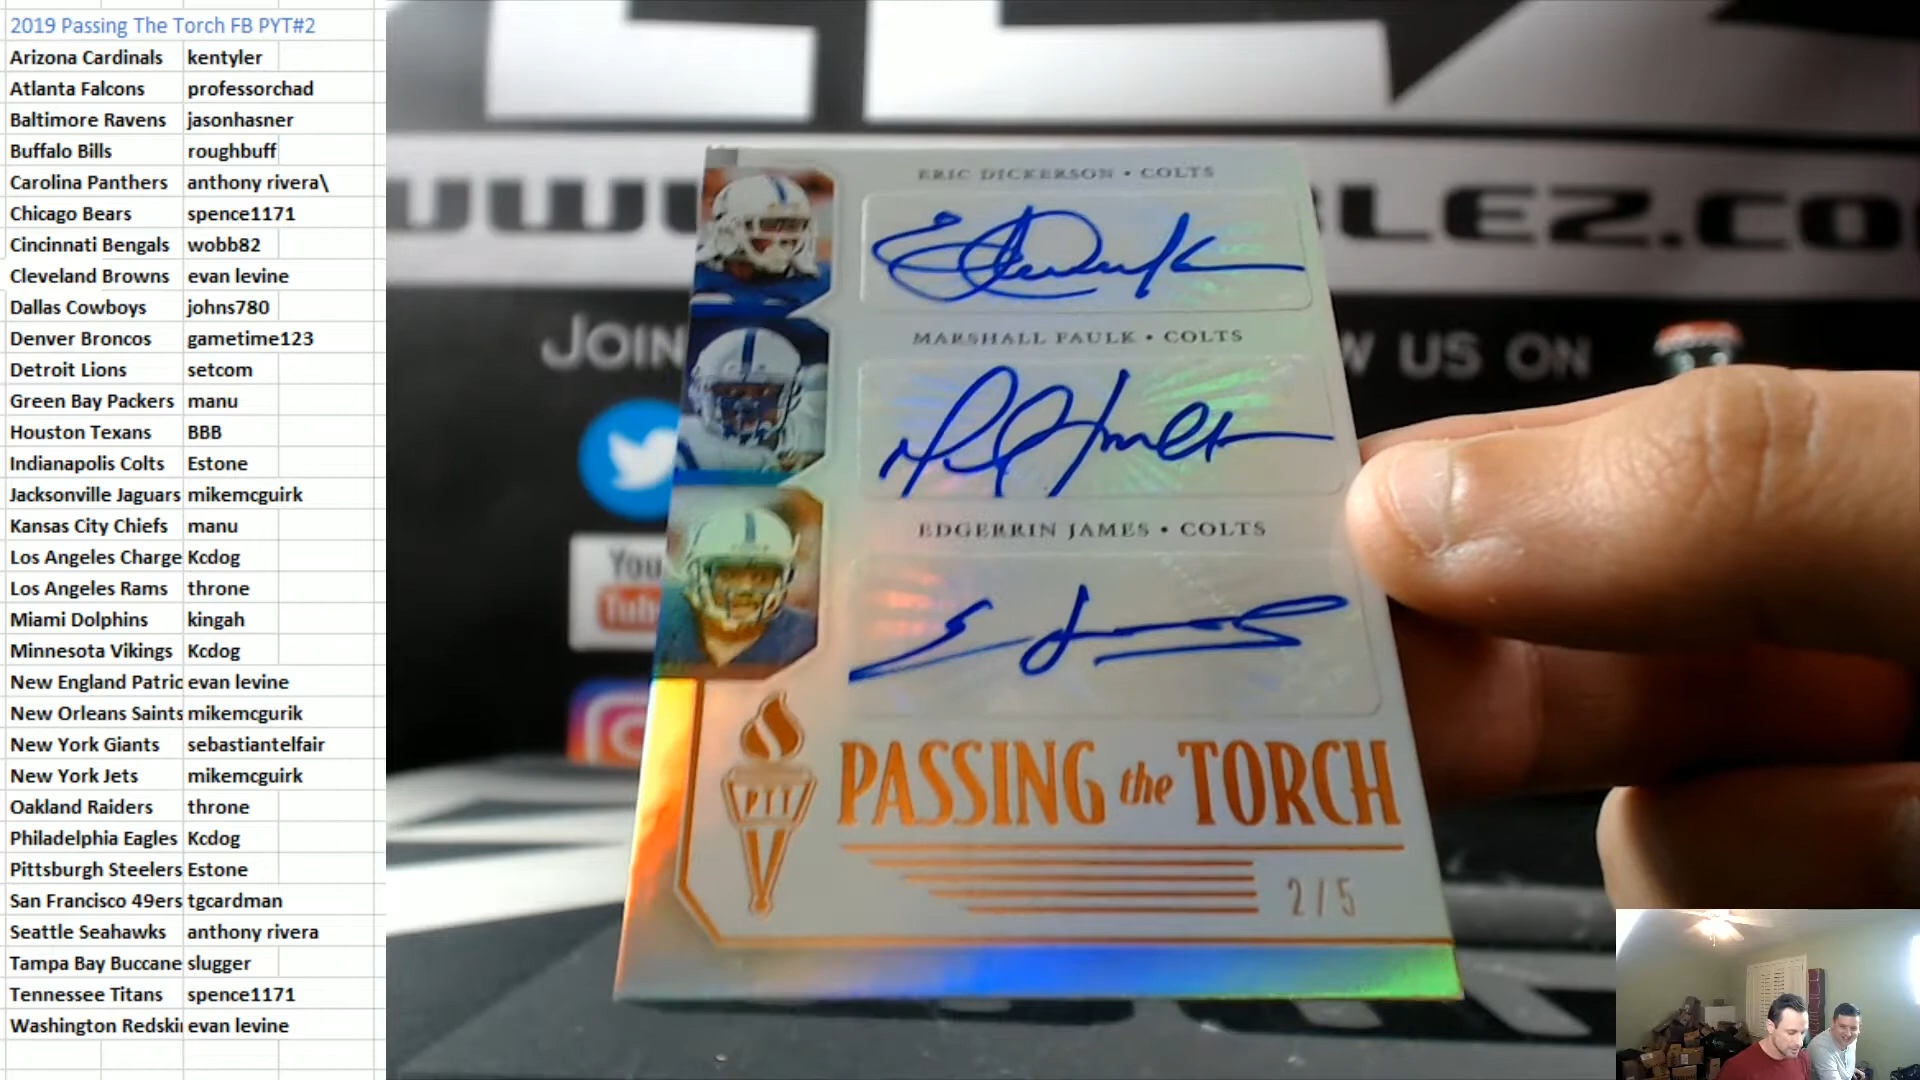 2019 Passing The Torch FB PYT#2
Arizona Cardinals kentyler
Atlanta Falcons professorchad
Baltimore Ravens jasonhasner
Buffalo Bills roughbuff
Carolina Panthers anthony rivera\
Chicago Bears spence1171
Cincinnati Bengals wobb82
Cleveland Browns evan levine
Dallas Cowboys johns780
Denver Broncos gametime123
Detroit Lions setcom
Green Bay Packers manu
Houston Texans BBB
Indianapolis Colts Estone
Jacksonville Jaguars mikemcguirk
Kansas City Chiefs manu
Los Angeles Charge Kcdog
Los Angeles Rams throne
Miami Dolphins kingah
Minnesota Vikings Kcdog
New England Patric evan levine
New Orleans Saints mikemcgurik
New York Giants sebastiantelfair
New York Jets mikemcguirk
Oakland Raiders throne
Philadelphia Eagles Kcdog
Pittsburgh Steelers Estone
San Francisco 49ers tgcardman
Seattle Seahawks anthony rivera
Tampa Bay Buccane slugger
Tennessee Titans spence1171
Washington Redski evan levine
ERIC DICKERSON • COLTS
MARSHALL FAULK • COLTS
EDGERRIN JAMES • COLTS
PTT
PASSING the TORCH
2/5
JOIN
W US ON
You
Tub